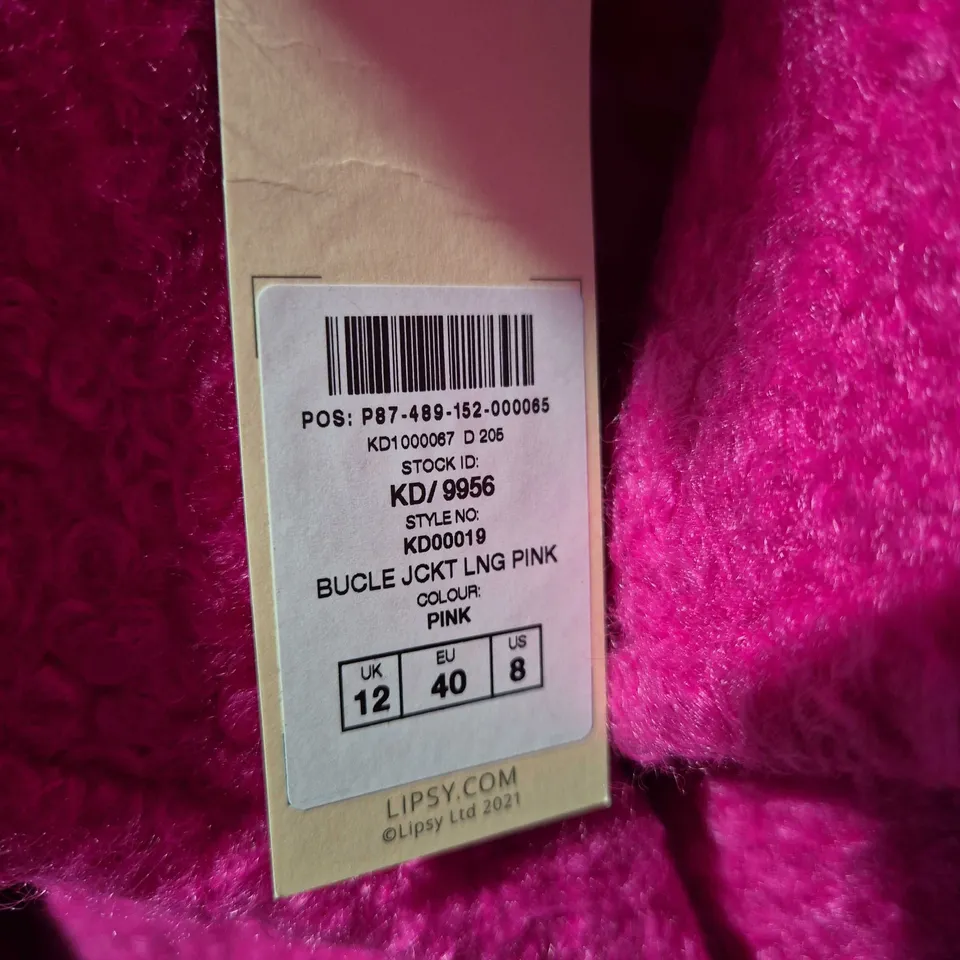 POS: P87-489-152-000065
KD1000067 D 205
STOCK ID:
KD/ 9956
STYLE NO:
KD00019
BUCLE JCKT LNG PINK
COLOUR:
PINK
UK EU US
12 40 8
LIPSY.COM
©Lipsy Ltd 2021